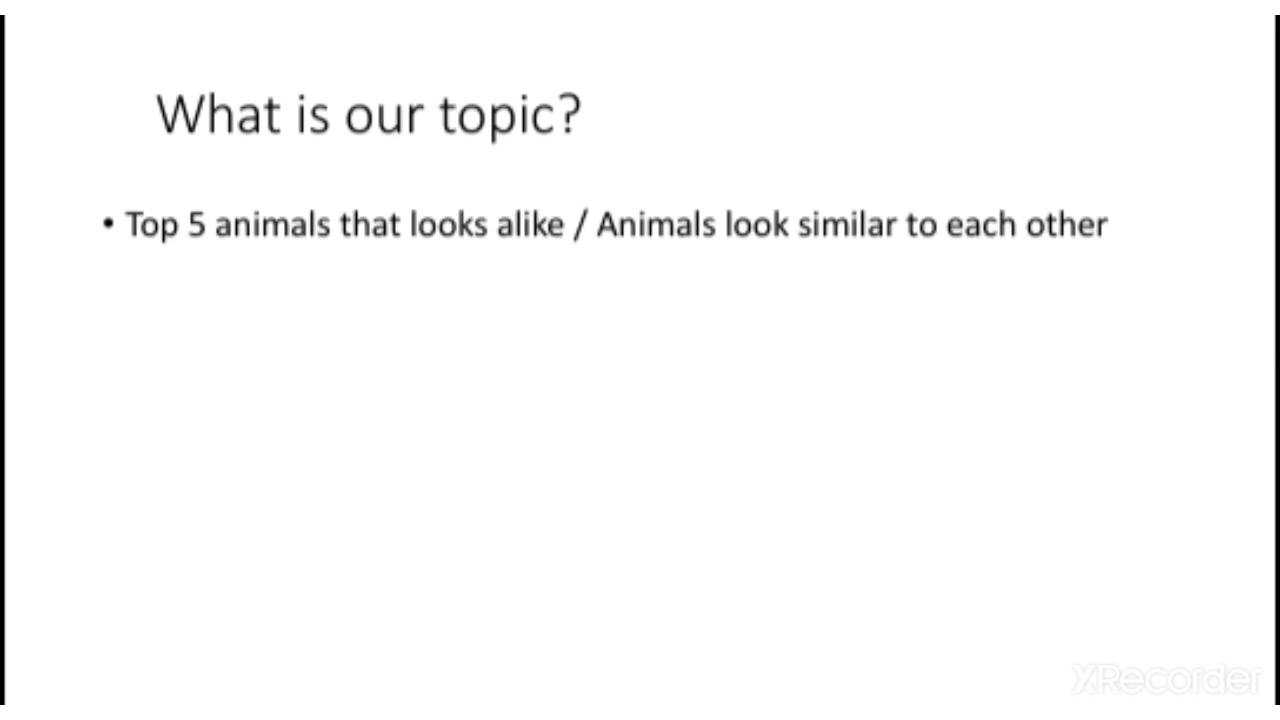 What is our topic?
• Top 5 animals that looks alike / Animals look similar to each other
XRecorder